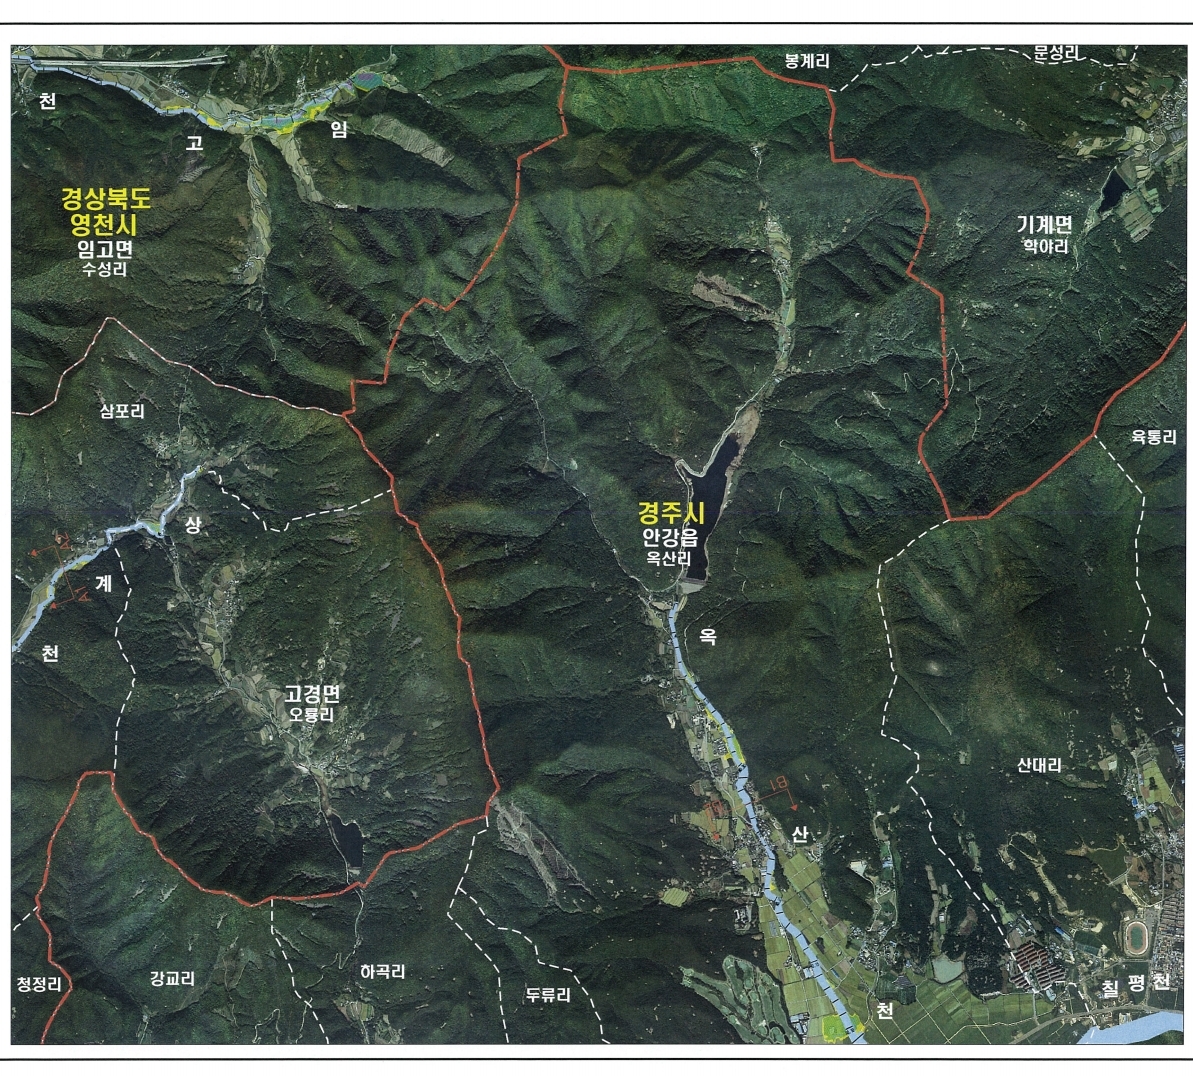 봉계리
문성리
천
고
임
경상북도
영천시
임고면
수성리
기계면
학야리
삼포리
육통리
경주시
안강읍
옥산리
상
계
천
옥
고경면
오룡리
산대리
산
청정리
강교리
하곡리
두류리
천
칠 평 천